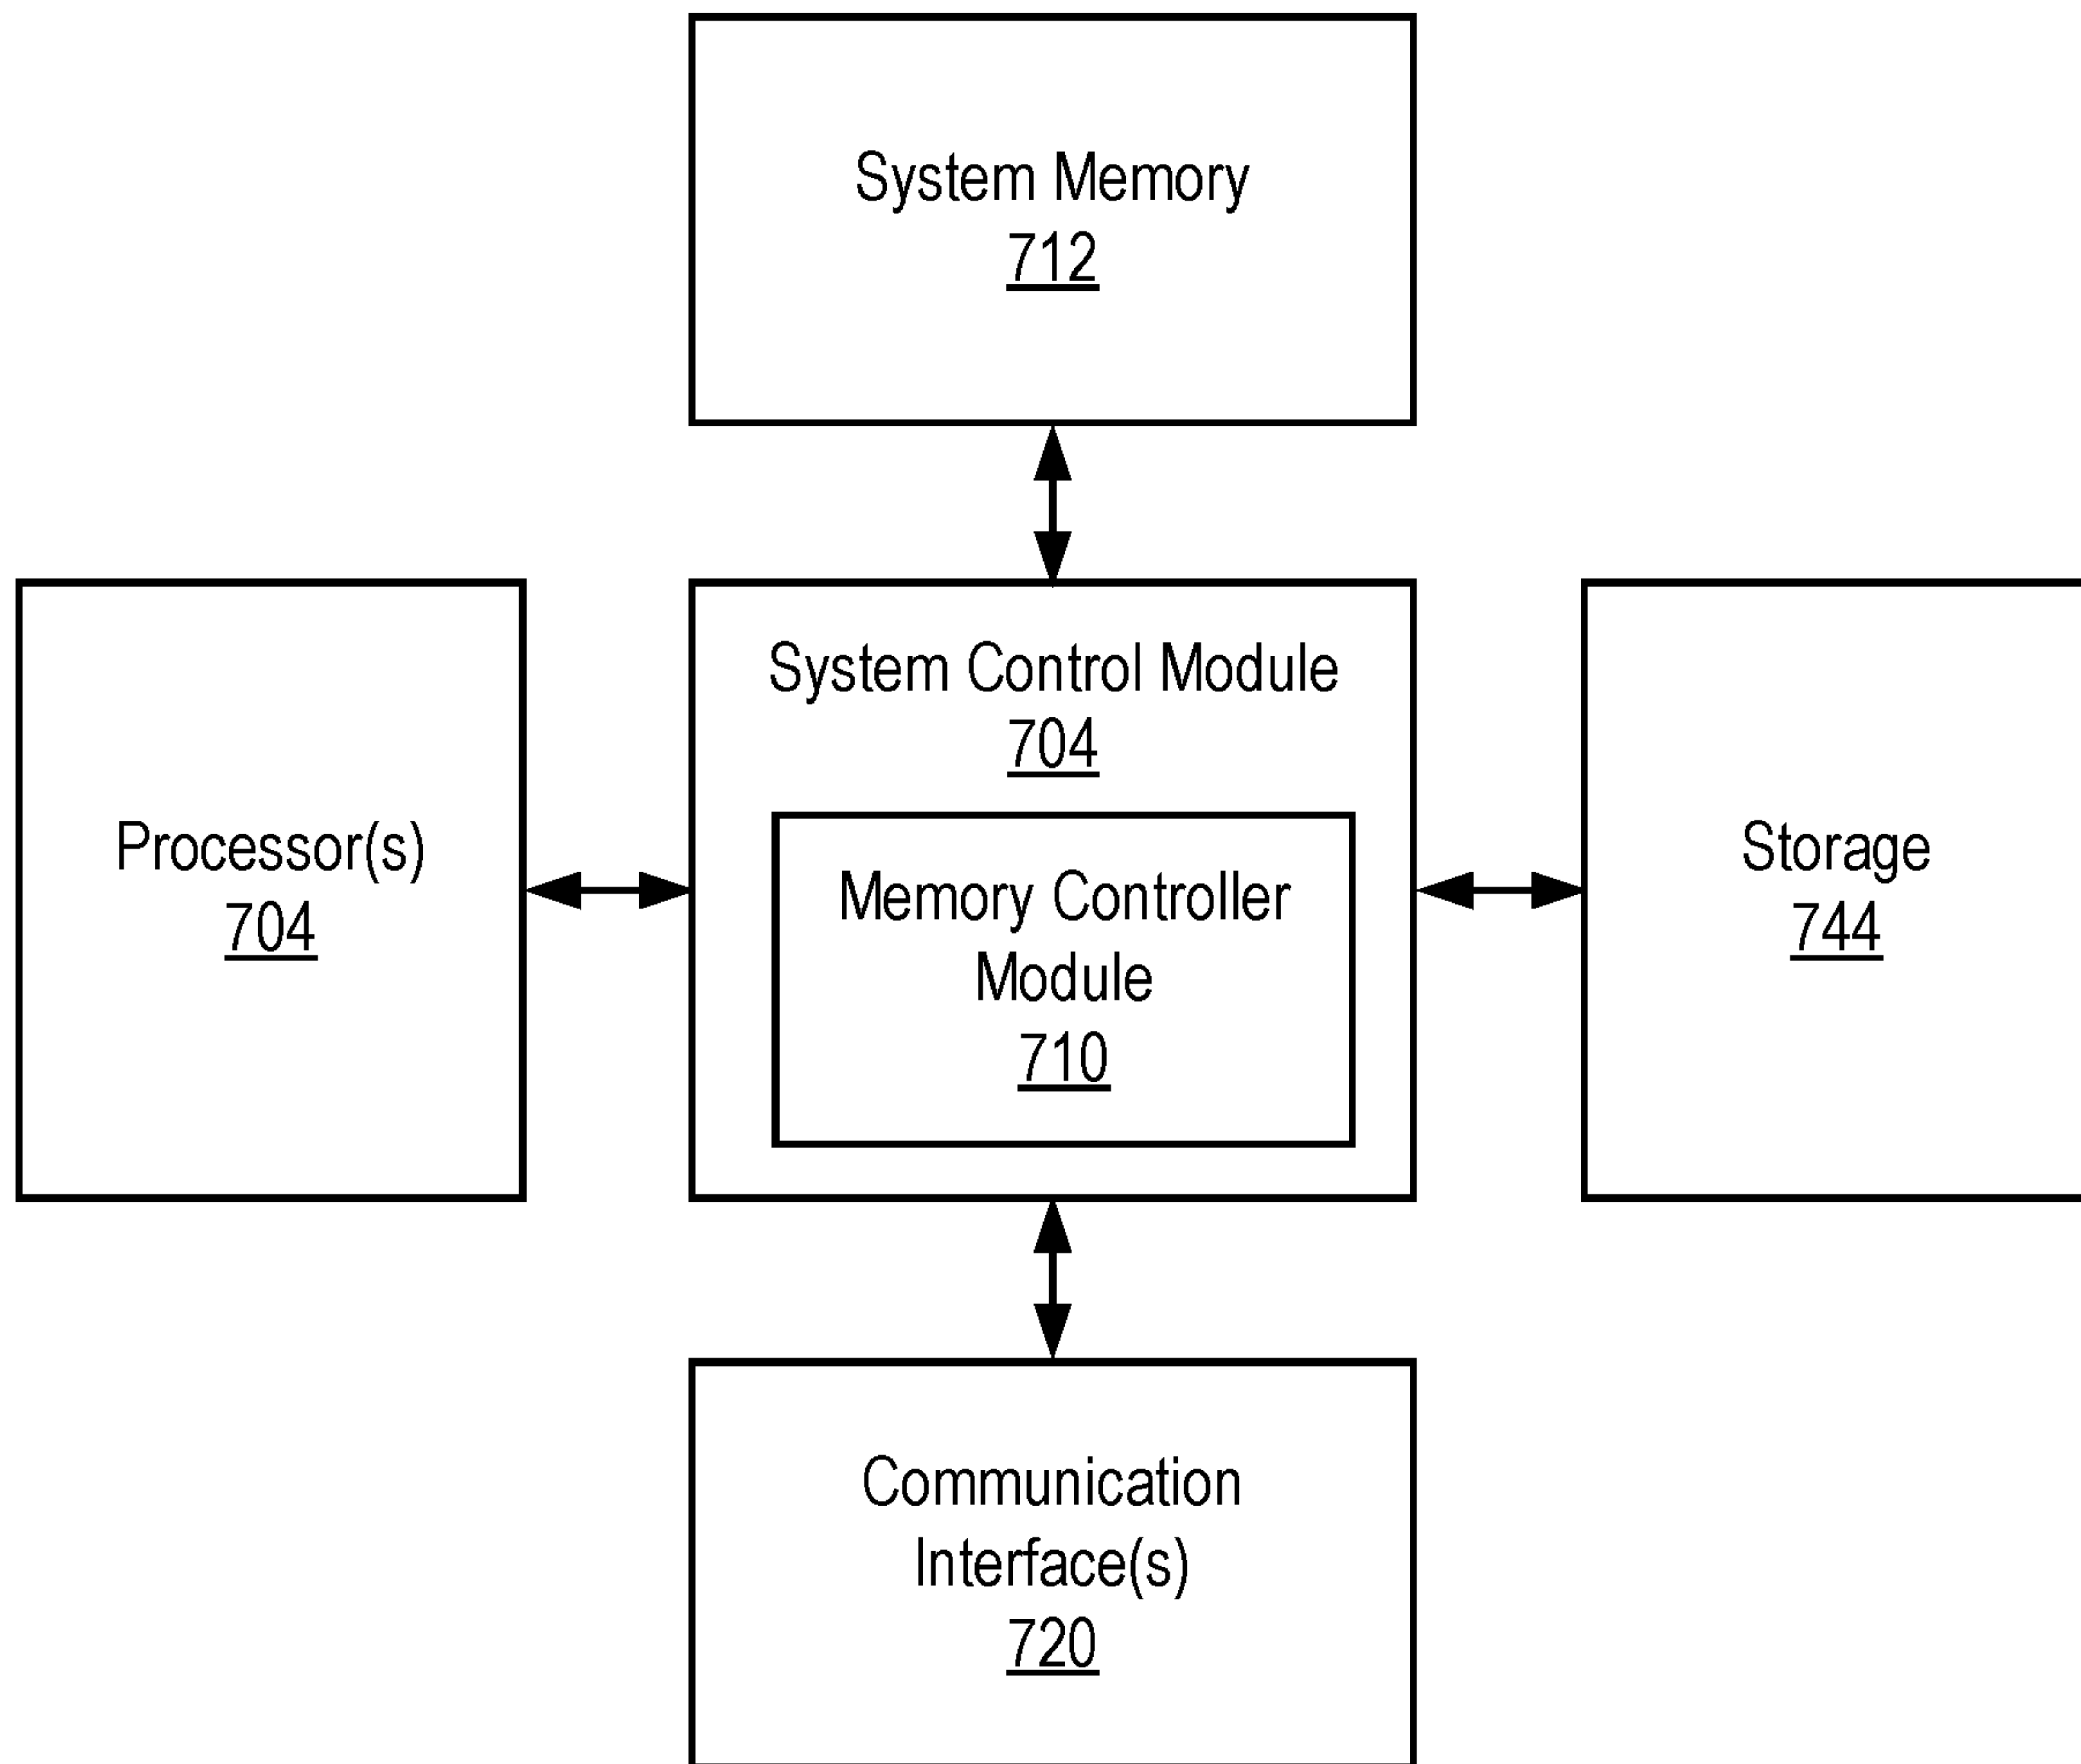 System Memory
712
System Control Module
704
Processor(s)
704
Memory Controller
Module
710
Storage
744
Communication
Interface(s)
720